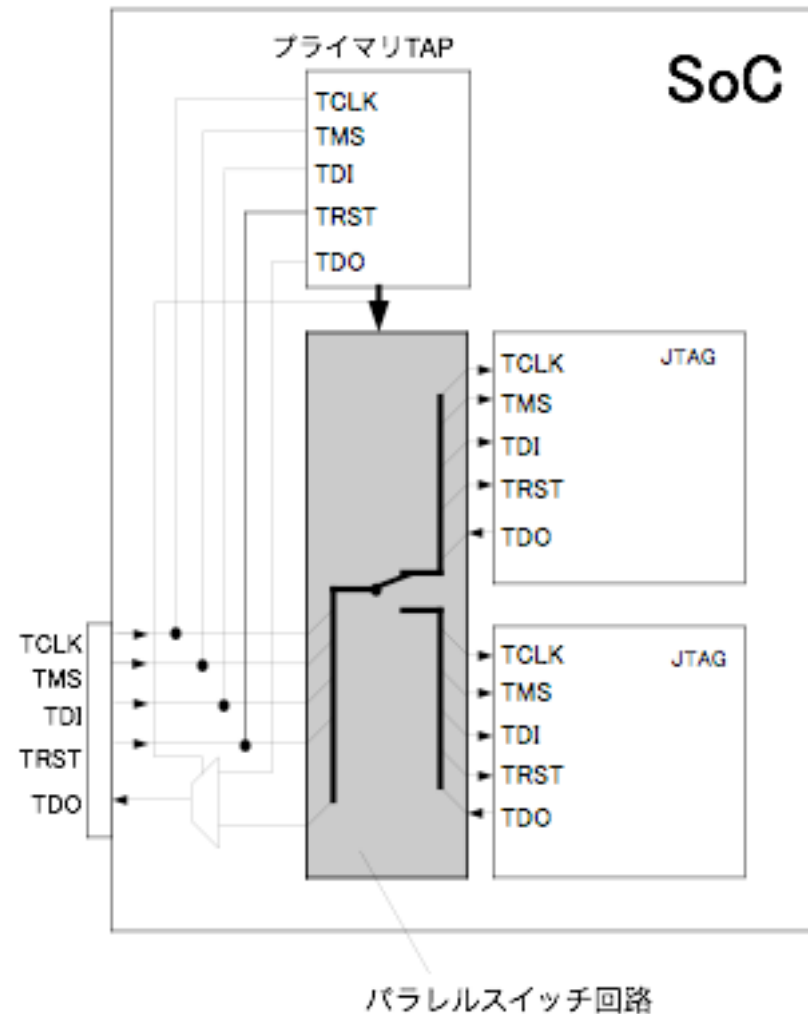 プライマリTAP
SoC
TCLK
TMS
TDI
TRST
TDO
JTAG
TCLK
TMS
TDI
TRST
TDO
JTAG
TCLK
TMS
TDI
TRST
TDO
TCLK
TMS
TDI
TRST
TDO
パラレルスイッチ回路